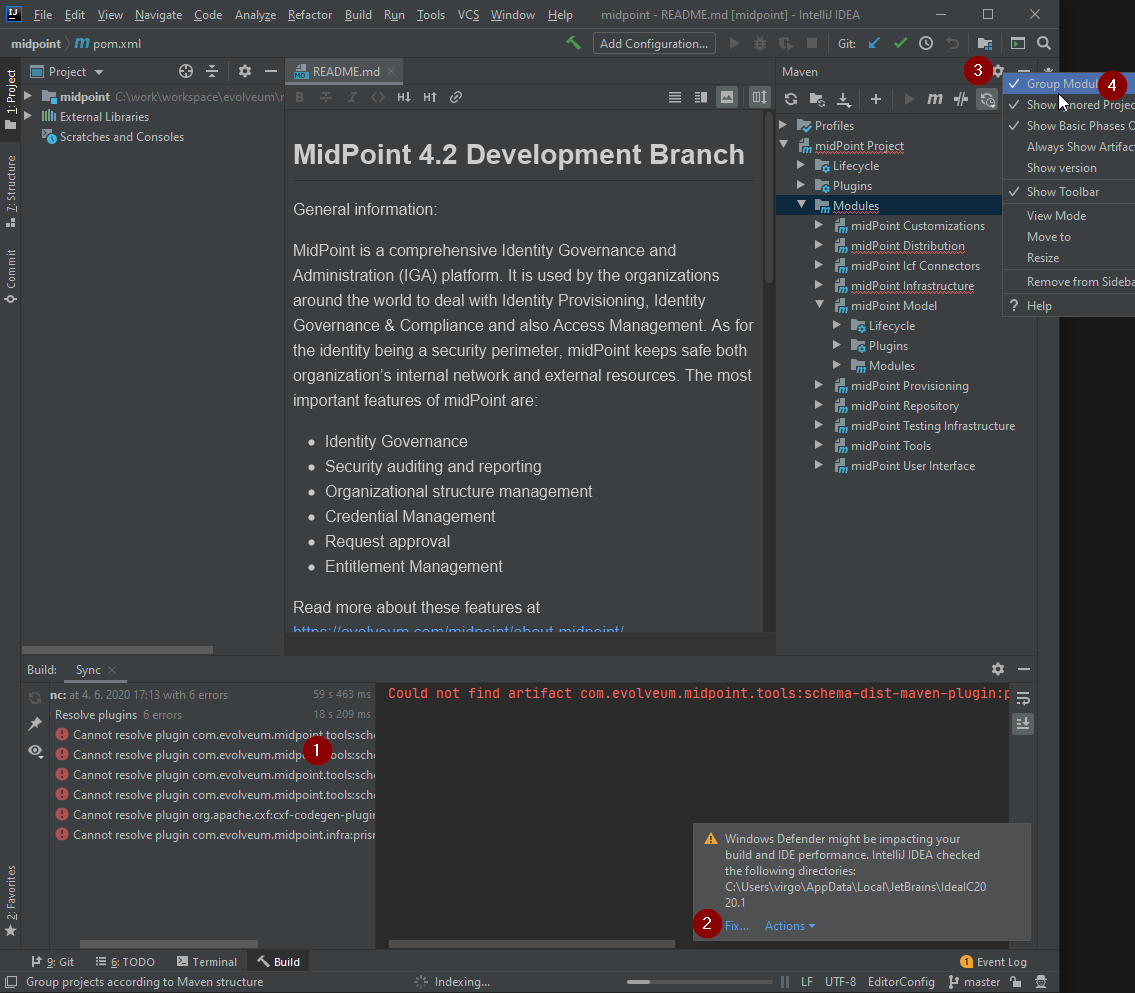 File Edit View Navigate Code Analyze Refactor Build Run Tools VCS Window Help midpoint - README.md [midpoint] - IntelliJ IDEA
midpoint pom.xml Add Configuration... Git:
1: Project
7: Structure
Commit
2: Favorites
Project
midpoint C:\work\workspace\evolveum\
External Libraries
Scratches and Consoles
README.md
MidPoint 4.2 Development Branch
General information:
MidPoint is a comprehensive Identity Governance and
Administration (IGA) platform. It is used by the organizations
around the world to deal with Identity Provisioning, Identity
Governance & Compliance and also Access Management. As for
the identity being a security perimeter, midPoint keeps safe both
organization's internal network and external resources. The most
important features of midPoint are:
• Identity Governance
• Security auditing and reporting
• Organizational structure management
• Credential Management
• Request approval
• Entitlement Management
Read more about these features at
https://evolveum.com/midpoint/about-midpoint/
Maven
3
Profiles
midPoint Project
Lifecycle
Plugins
Modules
midPoint Customizations
midPoint Distribution
midPoint Icf Connectors
midPoint Infrastructure
midPoint Model
Lifecycle
Plugins
Modules
midPoint Provisioning
midPoint Repository
midPoint Testing Infrastructure
midPoint Tools
midPoint User Interface
Group Modul 4
Show nored Projec
Show Basic Phases O
Always Show Artifac
Show version
Show Toolbar
View Mode
Move to
Resize
Remove from Sideba
? Help
Build: Sync
nc: at 4. 6. 2020 17:13 with 6 errors 59 s 463 ms
Resolve plugins 6 errors 18 s 209 ms
Cannot resolve plugin com.evolveum.midpoint.tools:sche
Cannot resolve plugin com.evolveum.midp 1 .tools:sche
Cannot resolve plugin com.evolveum.midpoint.tools:sche
Cannot resolve plugin com.evolveum.midpoint.tools:sche
Cannot resolve plugin org.apache.cxf:cxf-codegen-plugin
Cannot resolve plugin com.evolveum.midpoint.infra:prisr
Could not find artifact com.evolveum.midpoint.tools:schema-dist-maven-plugin:p
Windows Defender might be impacting your
build and IDE performance. IntelliJ IDEA checked
the following directories:
C:\Users\virgo\AppData\Local\JetBrains\IdeaIC20
20.1
2 Fix... Actions
9: Git 6: TODO Terminal Build 1 Event Log
Group projects according to Maven structure Indexing... LF UTF-8 EditorConfig master